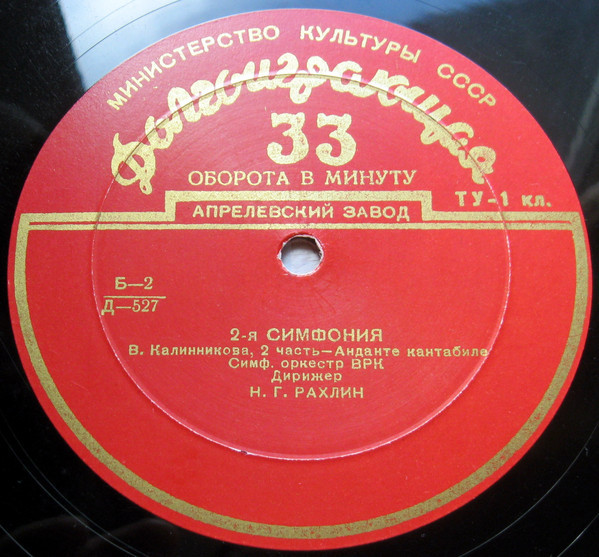 МИНИСТЕРСТВО КУЛЬТУРЫ СССР
Долгоиграющая
33
ОБОРОТА В МИНУТУ
ТУ-1 кл.
АПРЕЛЕВСКИЙ ЗАВОД
Б—2
Д—527
2-я СИМФОНИЯ
В. Калинникова, 2 часть—Анданте кантабиле
Симф. оркестр ВРК
Дирижер
Н. Г. РАХЛИН